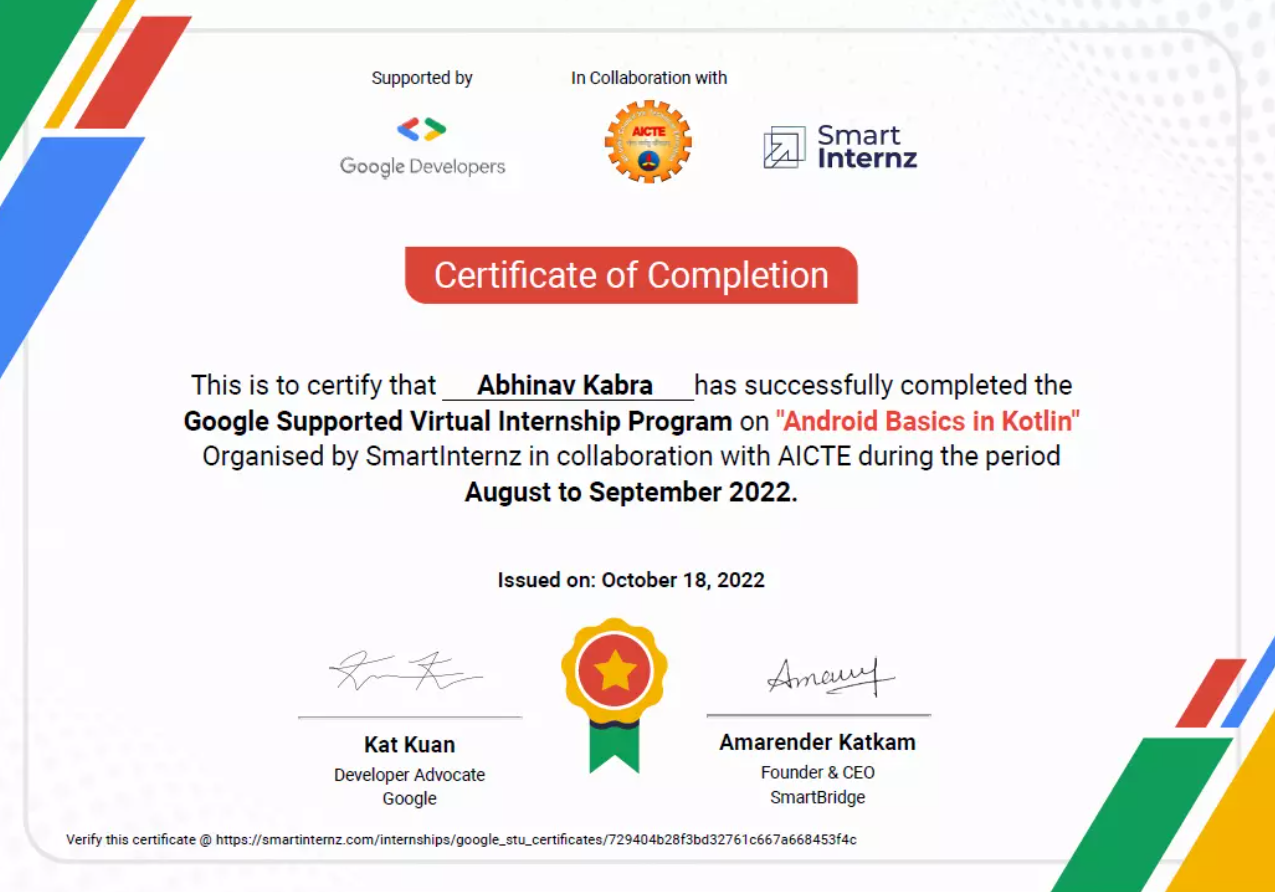 Supported by
In Collaboration with
Google Developers
AICTE
Smart
Internz
Certificate of Completion
This is to certify that Abhinav Kabra has successfully completed the
Google Supported Virtual Internship Program on "Android Basics in Kotlin"
Organised by SmartInternz in collaboration with AICTE during the period
August to September 2022.
Issued on: October 18, 2022
Kat Kuan
Developer Advocate
Google
Amarender Katkam
Founder & CEO
SmartBridge
Verify this certificate @ https://smartinternz.com/internships/google_stu_certificates/729404b28f3bd32761c667a668453f4c